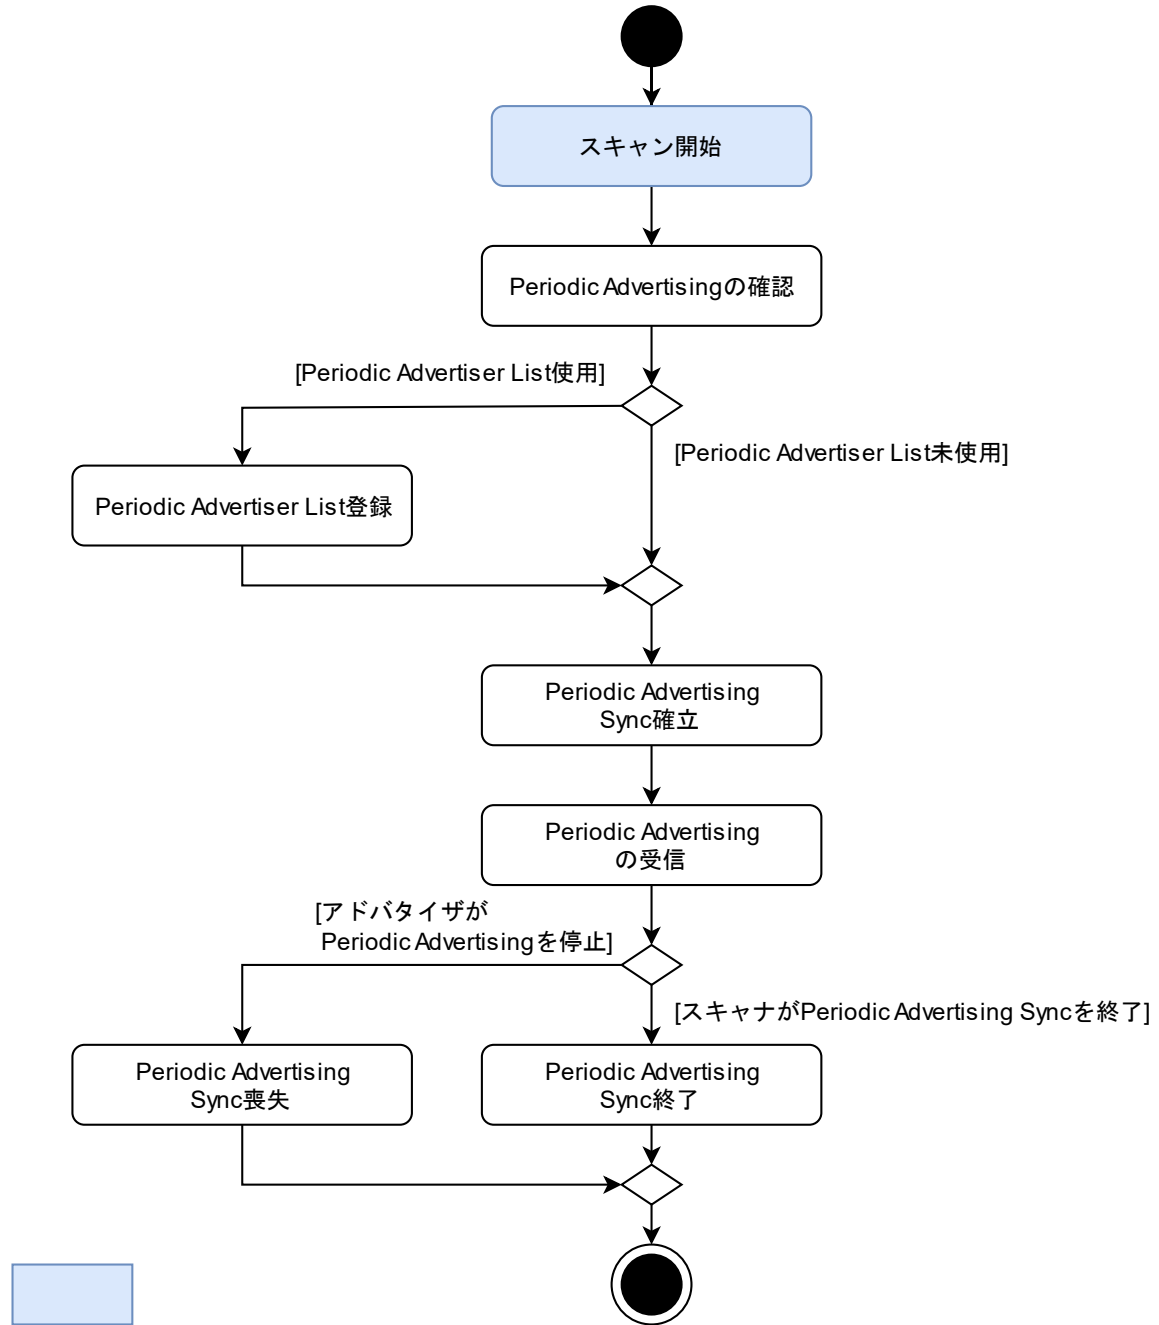 スキャン開始
Periodic Advertisingの確認
[Periodic Advertiser List使用]
[Periodic Advertiser List未使用]
Periodic Advertiser List登録
Periodic Advertising
Sync確立
Periodic Advertising
の受信
[アドバタイザが
Periodic Advertisingを停止]
[スキャナがPeriodic Advertising Syncを終了]
Periodic Advertising
Sync喪失
Periodic Advertising
Sync終了